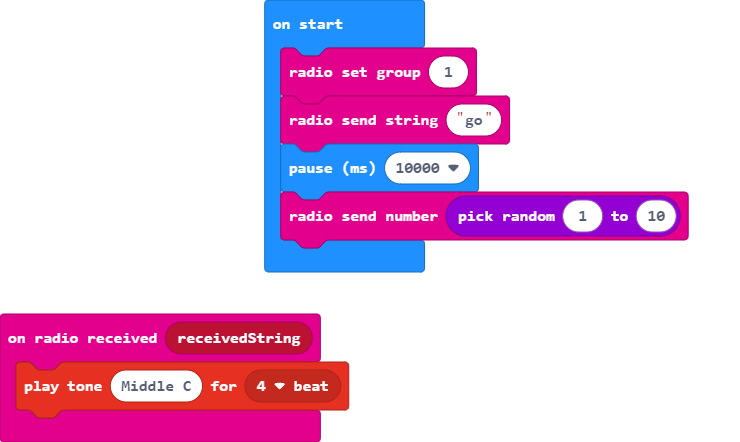 on start
radio set group 1
radio send string "go"
pause (ms) 10000
radio send number pick random 1 to 10
on radio received receivedString
play tone Middle C for 4 beat